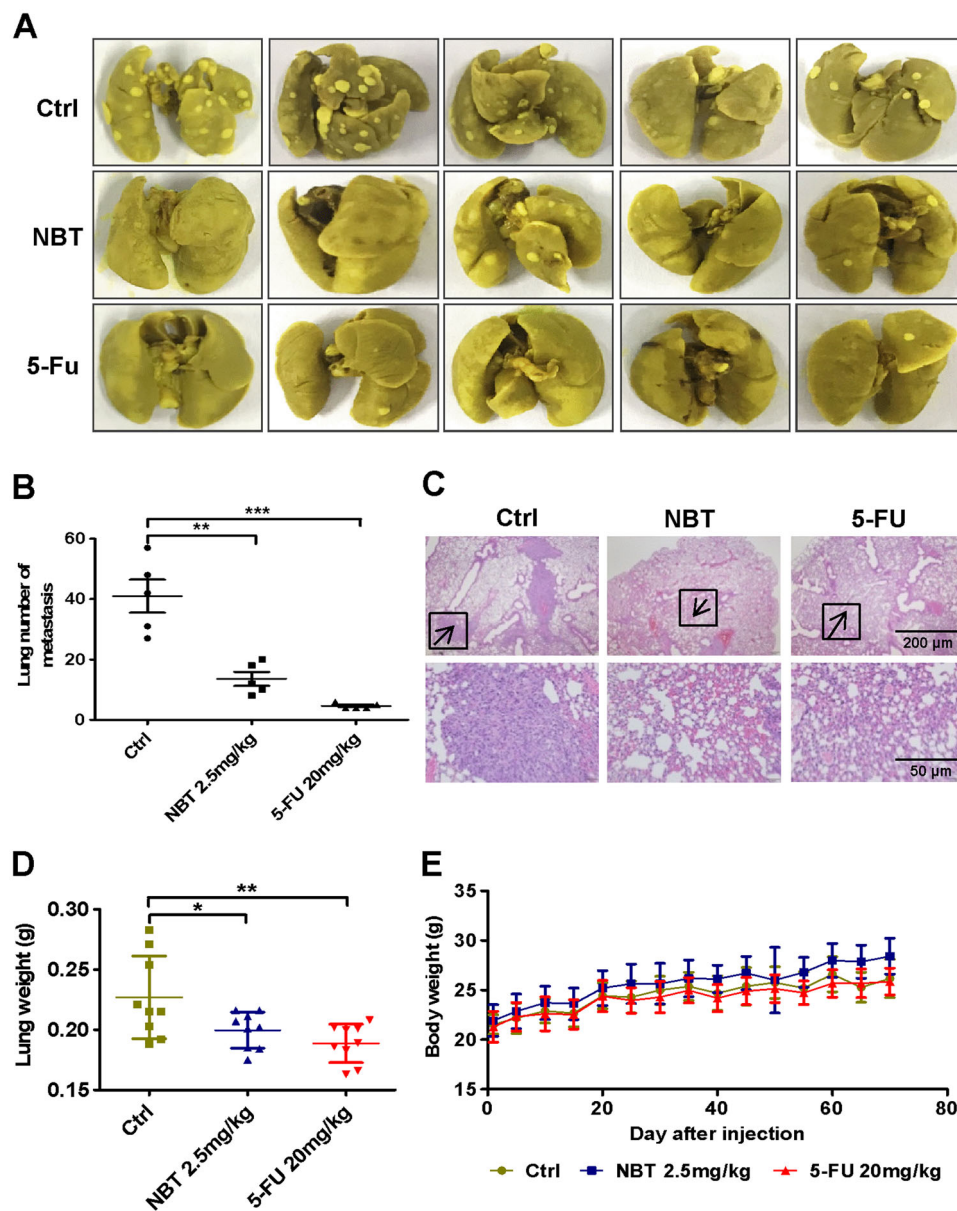 A
Ctrl
NBT
5-Fu
B
***
**
Lung number of
metastasis
60
40
20
0
Ctrl
NBT 2.5mg/kg
5-FU 20mg/kg
C
Ctrl NBT 5-FU
200 µm
50 µm
D
**
*
Lung weight (g)
0.30
0.25
0.20
0.15
Ctrl
NBT 2.5mg/kg
5-FU 20mg/kg
E
Body weight (g)
35
30
25
20
15
0 20 40 60 80
Day after injection
Ctrl NBT 2.5mg/kg 5-FU 20mg/kg